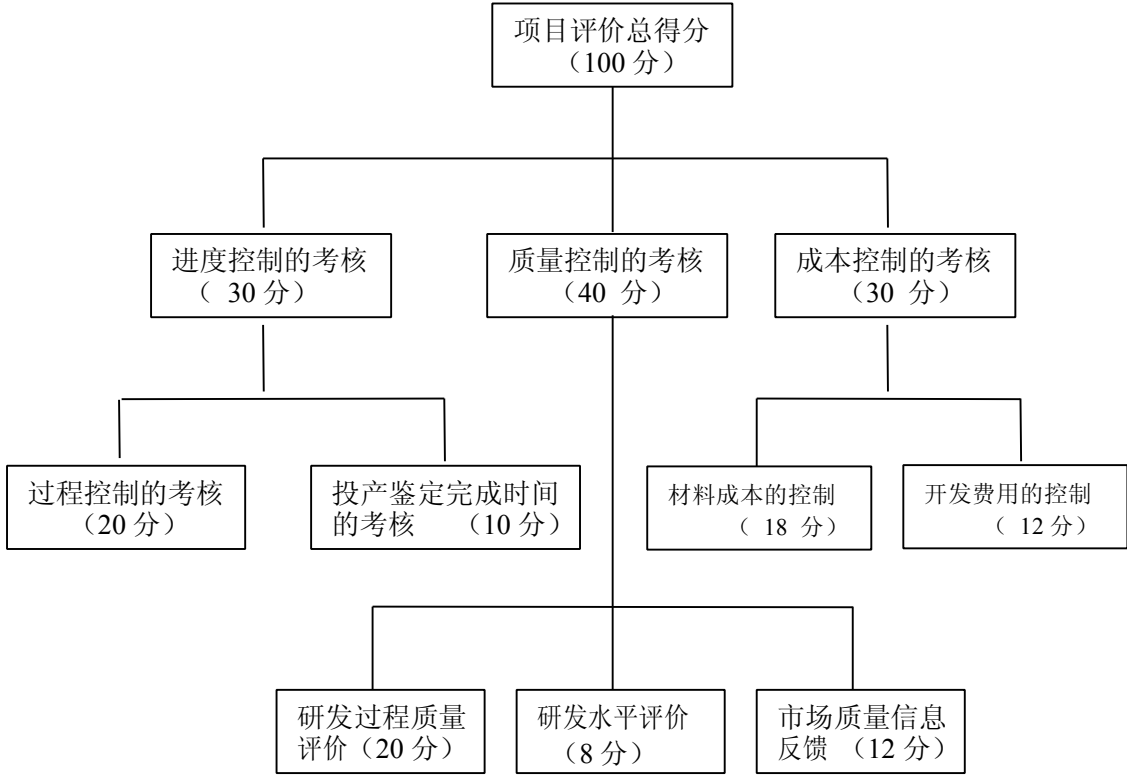 项目评价总得分
（100 分）
进度控制的考核
（ 30 分）
质量控制的考核
（40 分）
成本控制的考核
（30 分）
过程控制的考核
（20 分）
投产鉴定完成时间
的考核 （10 分）
材料成本的控制
（ 18 分）
开发费用的控制
（ 12 分）
研发过程质量
评价（20 分）
研发水平评价
（8 分）
市场质量信息
反馈 （12 分）